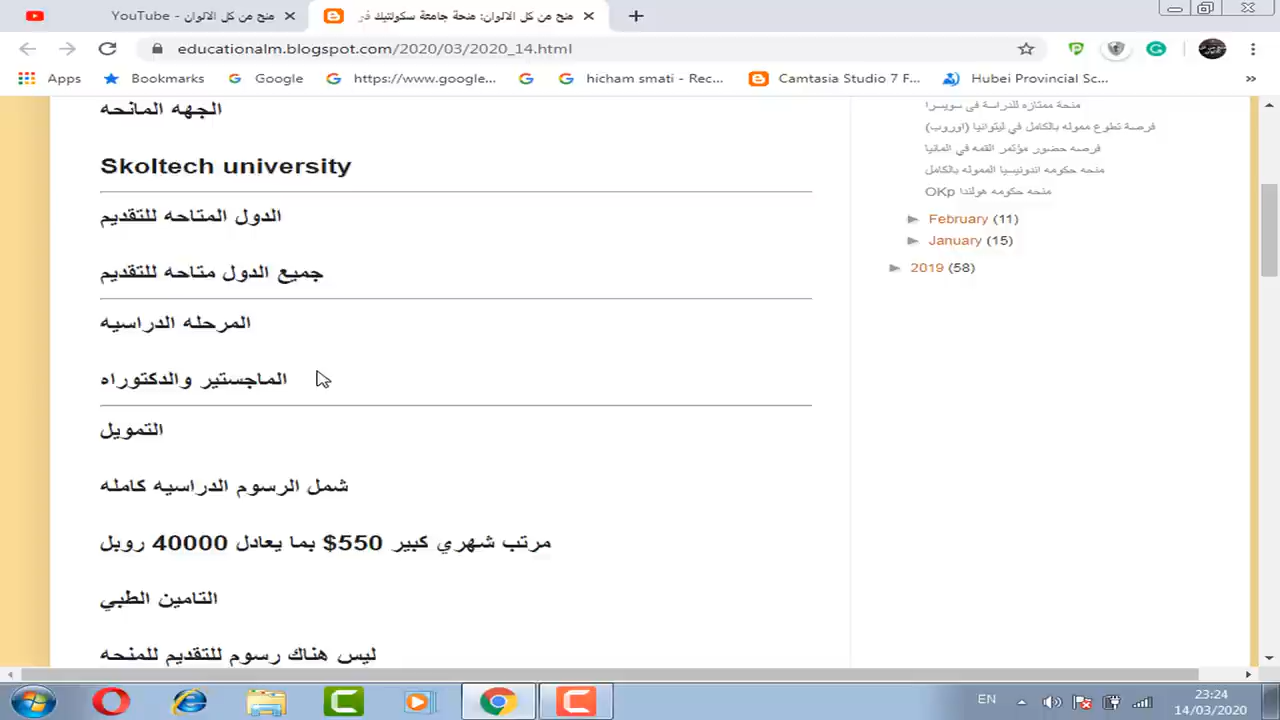 منح من كل الالوان - YouTube
منح من كل الالوان: منحة جامعة سكولتيك في
educationalm.blogspot.com/2020/03/2020_14.html
Apps
Bookmarks
Google
https://www.google...
hicham smati - Rec...
Camtasia Studio 7 F...
Hubei Provincial Sc...
»
الجهه المانحه
Skoltech university
الدول المتاحه للتقديم
جميع الدول متاحه للتقديم
المرحله الدراسيه
الماجستير والدكتوراه
التمويل
شمل الرسوم الدراسيه كامله
مرتب شهري كبير 550$ بما يعادل 40000 روبل
التامين الطبي
ليس هناك رسوم للتقديم للمنحه
منحة ممتازه للدراسة فى سويسرا
فرصة تطوع مموله بالكامل في ليتوانيا (اوروب)
فرصه حضور مؤتمر القمه في المانيا
منحه حكومه اندونيسيا المموله بالكامل
منحه حكومه هولندا OKp
► February (11)
► January (15)
► 2019 (58)
EN
23:24
14/03/2020